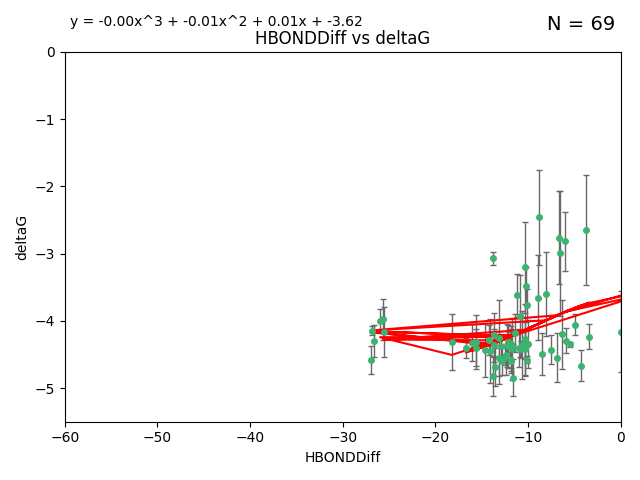 y = -0.00x^3 + -0.01x^2 + 0.01x + -3.62
N = 69
HBONDDiff vs deltaG
0
−1
−2
−3
−4
−5
deltaG
−60
−50
−40
−30
−20
−10
0
HBONDDiff